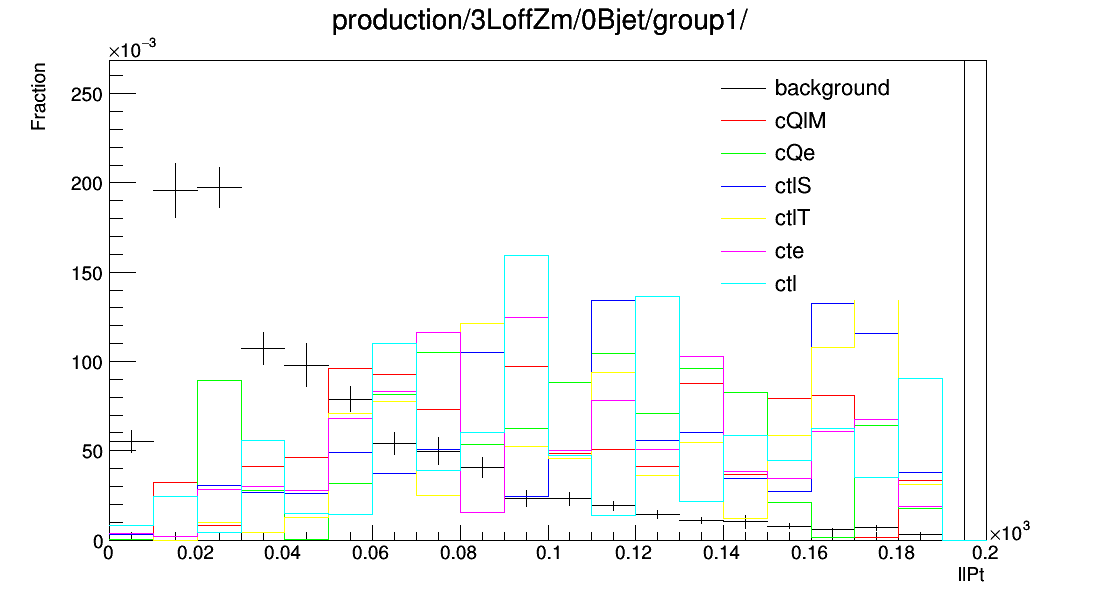 production/3LoffZm/0Bjet/group1/
×10⁻³
Fraction
250
200
150
100
50
0
background
cQlM
cQe
ctlS
ctlT
cte
ctl
0 0.02 0.04 0.06 0.08 0.1 0.12 0.14 0.16 0.18 0.2
×10³
llPt